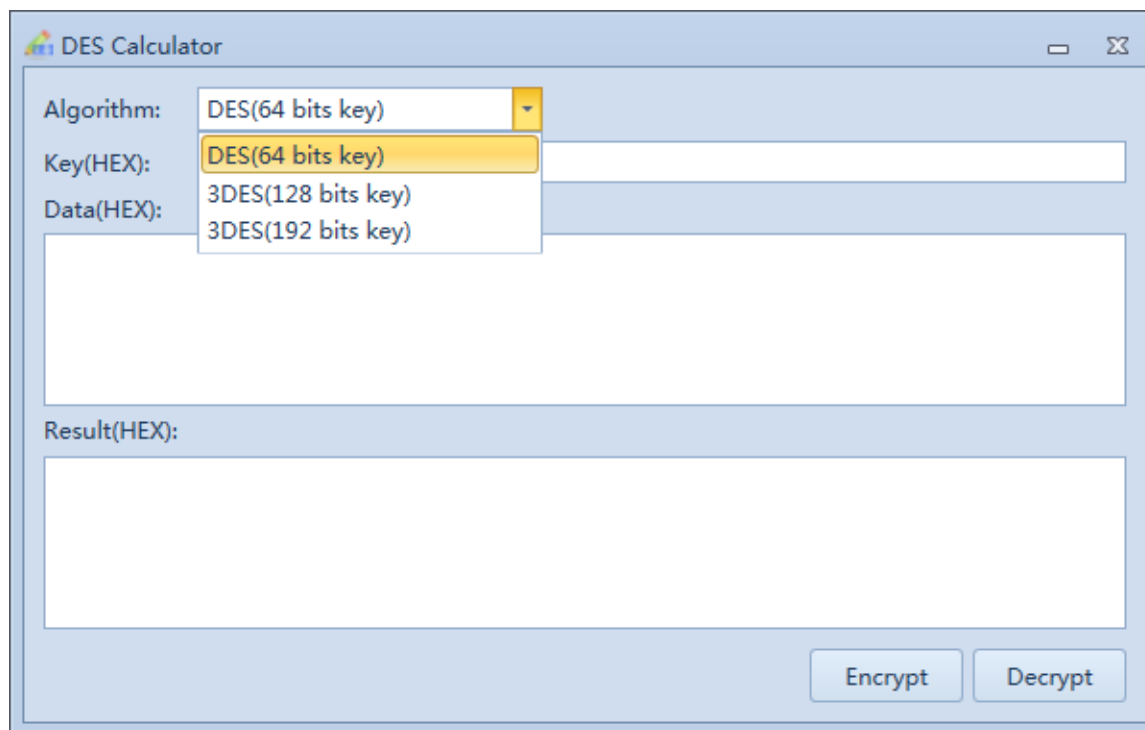 DES Calculator
Algorithm: DES(64 bits key)
Key(HEX): DES(64 bits key)
3DES(128 bits key)
Data(HEX):
3DES(192 bits key)
Result(HEX):
Encrypt Decrypt